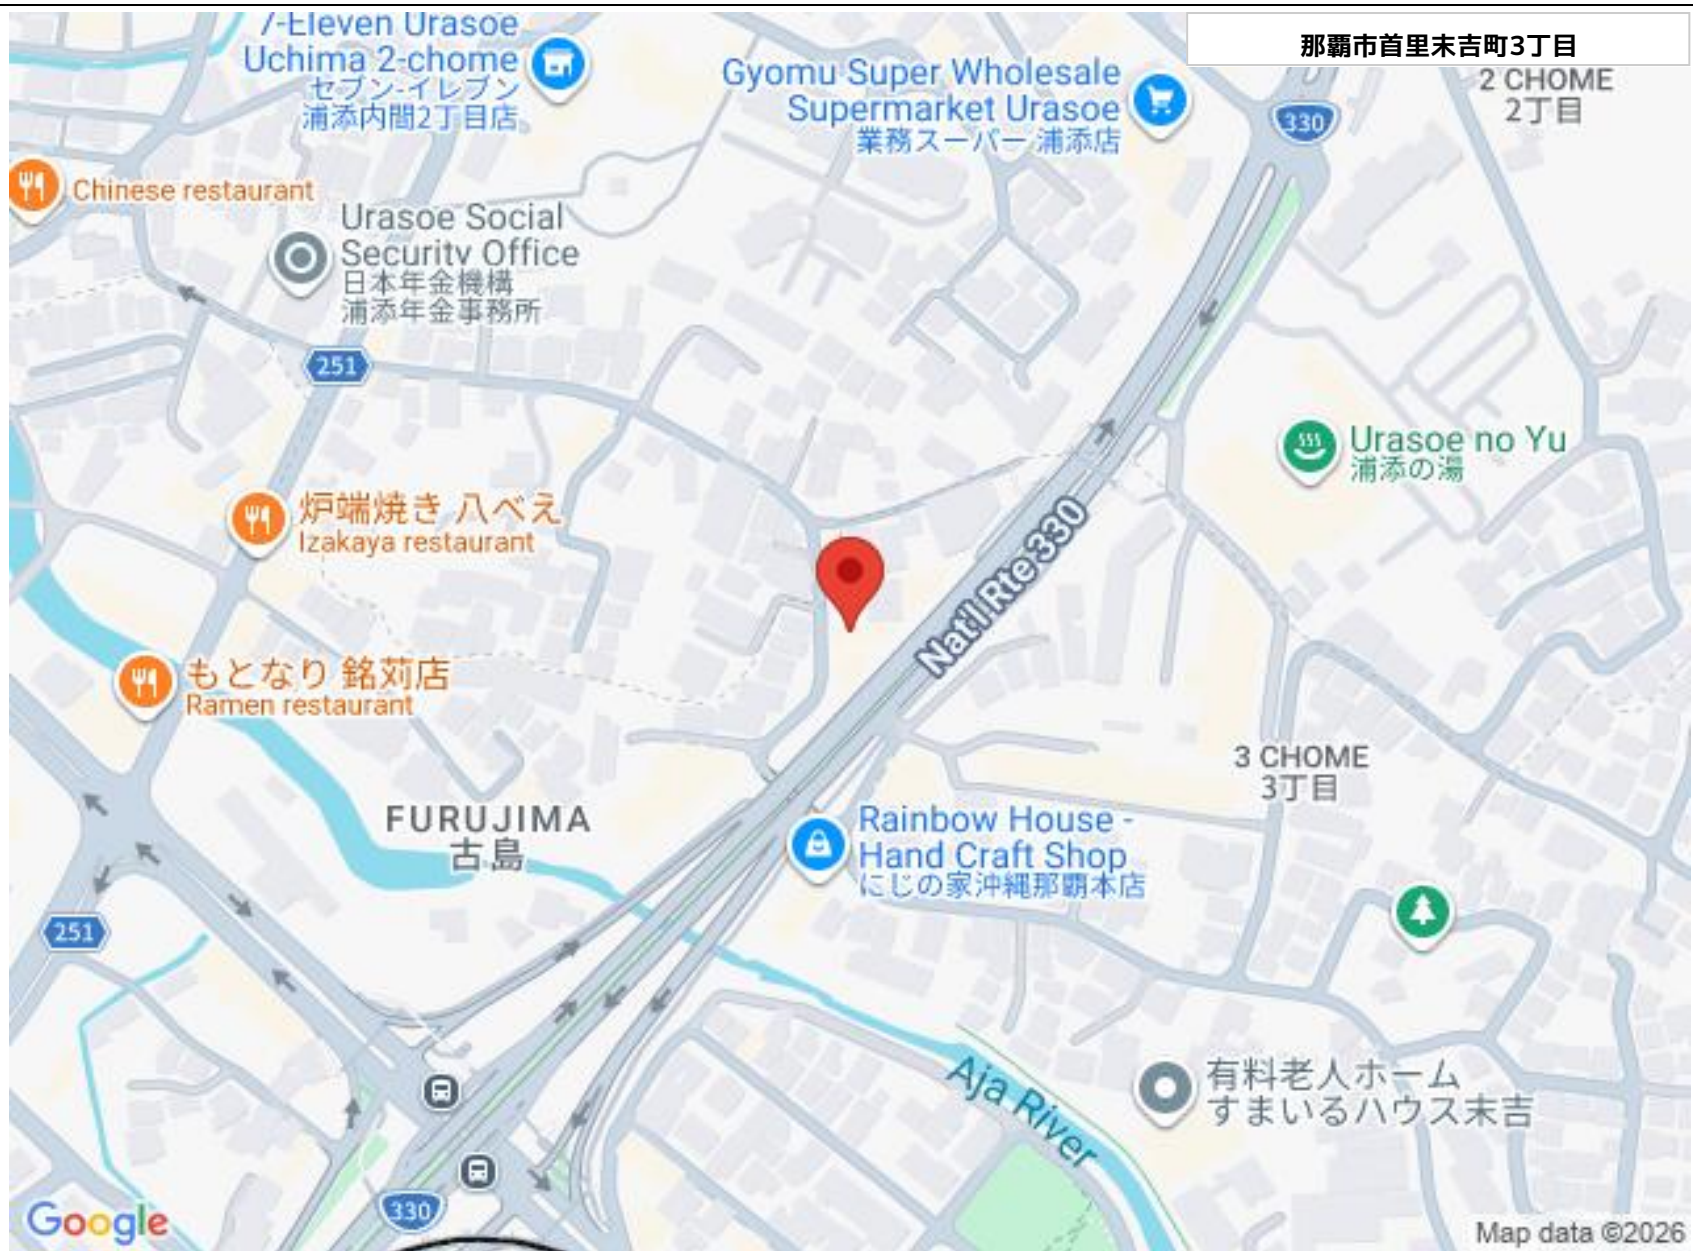 那覇市首里末吉町3丁目
7-Eleven Urasoe
Uchima 2-chome
セブン-イレブン
浦添内間2丁目店
Gyomu Super Wholesale
Supermarket Urasoe
業務スーパー 浦添店
330
2 CHOME
2丁目
Chinese restaurant
Urasoe Social
Security Office
日本年金機構
浦添年金事務所
251
Urasoe no Yu
浦添の湯
炉端焼き 八べえ
Izakaya restaurant
Nat'l Rte 330
もとなり 銘苅店
Ramen restaurant
3 CHOME
3丁目
FURUJIMA
古島
Rainbow House -
Hand Craft Shop
にじの家沖縄那覇本店
251
Aja River
有料老人ホーム
すまいるハウス末吉
330
Google
Map data ©2026